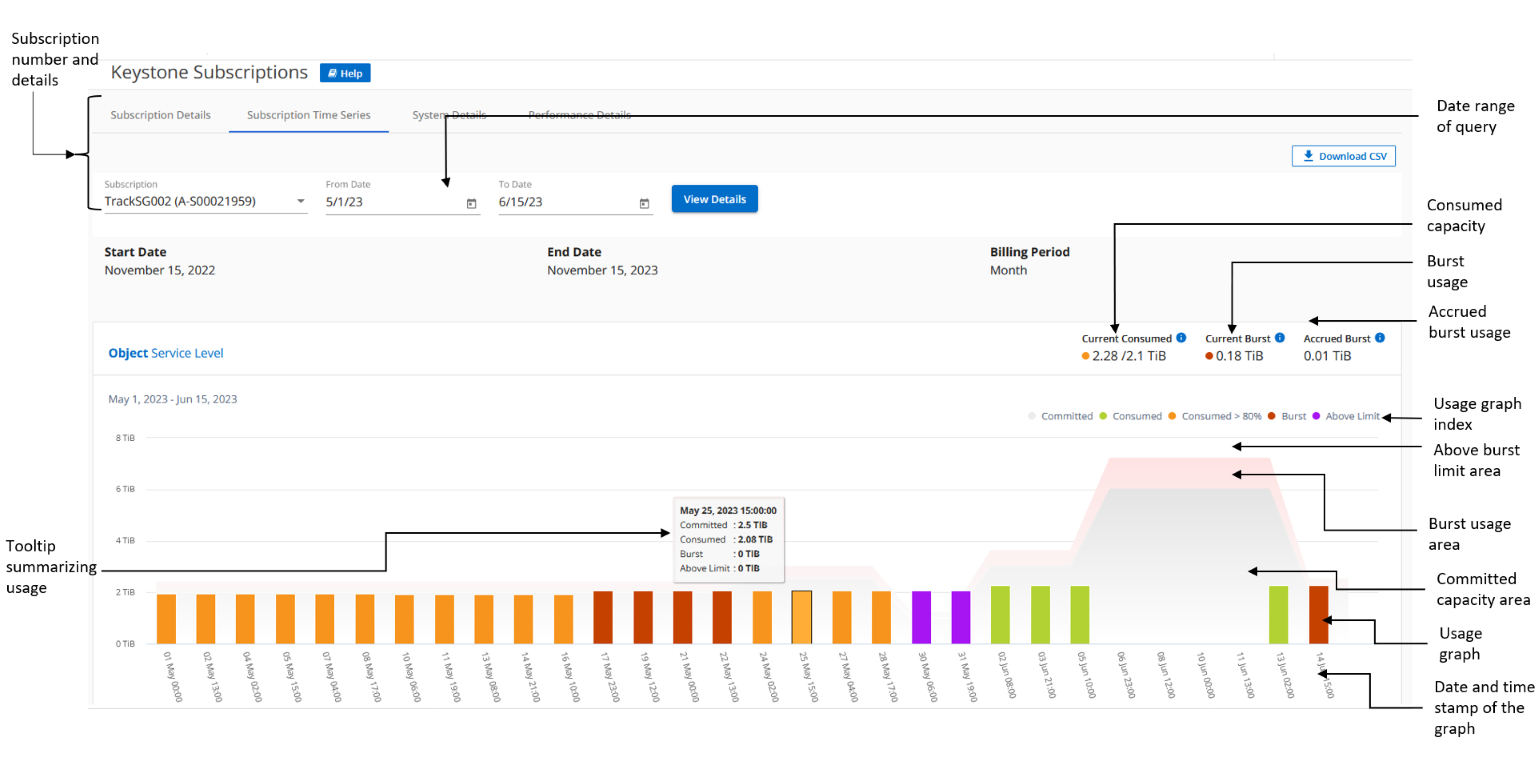 Subscription
number and
details
Keystone Subscriptions
Help
Subscription Details
Subscription Time Series
System Details
Performance Details
Date range
of query
Download CSV
Subscription
TrackSG002 (A-S00021959)
From Date
5/1/23
To Date
6/15/23
View Details
Start Date
November 15, 2022
End Date
November 15, 2023
Billing Period
Month
Consumed
capacity
Burst
usage
Accrued
burst usage
Object Service Level
Current Consumed
2.28 /2.1 TiB
Current Burst
0.18 TiB
Accrued Burst
0.01 TiB
May 1, 2023 - Jun 15, 2023
Committed
Consumed
Consumed > 80%
Burst
Above Limit
Usage graph
index
Above burst
limit area
Burst usage
area
Committed
capacity area
Usage
graph
Date and time
stamp of the
graph
Tooltip
summarizing
usage
8 TiB
6 TiB
4 TiB
2 TiB
0 TiB
May 25, 2023 15:00:00
Committed : 2.5 TIB
Consumed : 2.08 TIB
Burst : 0 TIB
Above Limit : 0 TIB
01 May 00:00
02 May 13:00
04 May 02:00
05 May 15:00
07 May 04:00
08 May 17:00
10 May 06:00
11 May 19:00
13 May 08:00
14 May 21:00
16 May 10:00
17 May 23:00
19 May 12:00
21 May 00:00
22 May 13:00
24 May 02:00
25 May 15:00
27 May 04:00
28 May 17:00
30 May 06:00
31 May 19:00
02 Jun 08:00
03 Jun 21:00
05 Jun 10:00
06 Jun 23:00
08 Jun 12:00
10 Jun 00:00
11 Jun 13:00
13 Jun 02:00
14 Jun 15:00